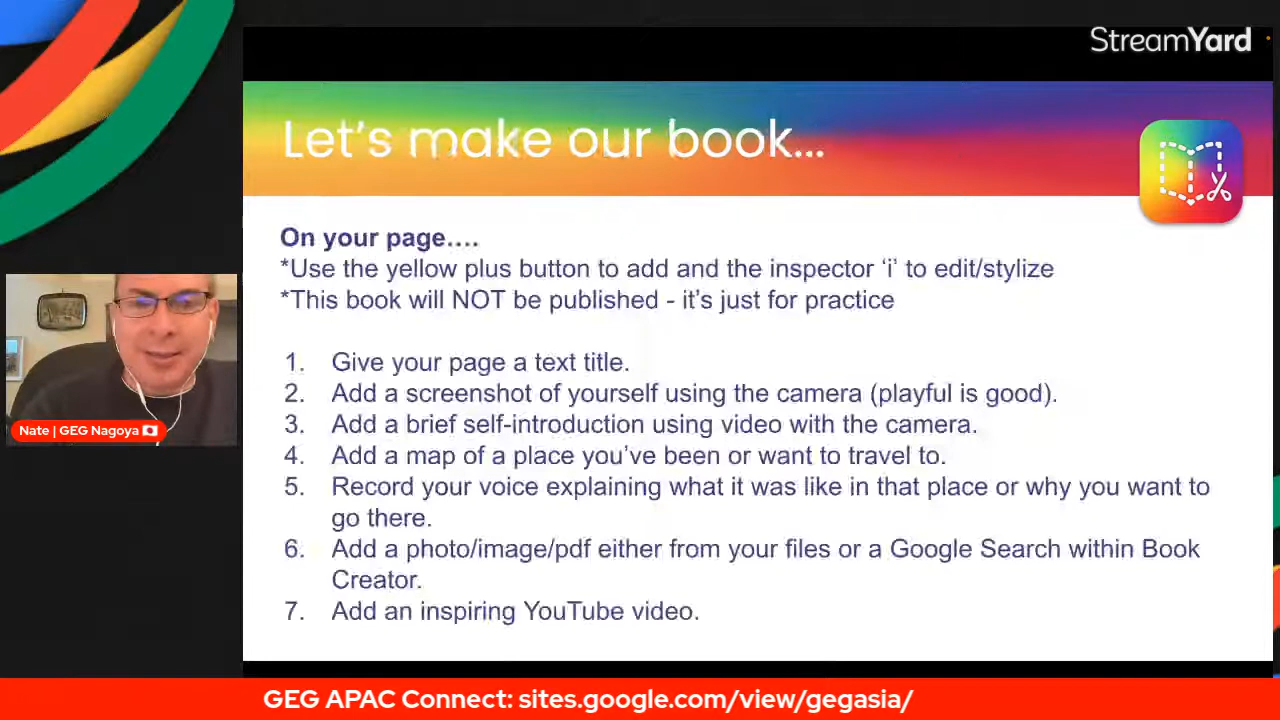 StreamYard
Let's make our book...
On your page....
*Use the yellow plus button to add and the inspector ‘i’ to edit/stylize
*This book will NOT be published - it’s just for practice
1. Give your page a text title.
2. Add a screenshot of yourself using the camera (playful is good).
3. Add a brief self-introduction using video with the camera.
4. Add a map of a place you’ve been or want to travel to.
5. Record your voice explaining what it was like in that place or why you want to
go there.
6. Add a photo/image/pdf either from your files or a Google Search within Book
Creator.
7. Add an inspiring YouTube video.
Nate | GEG Nagoya 🇯🇵
GEG APAC Connect: sites.google.com/view/gegasia/